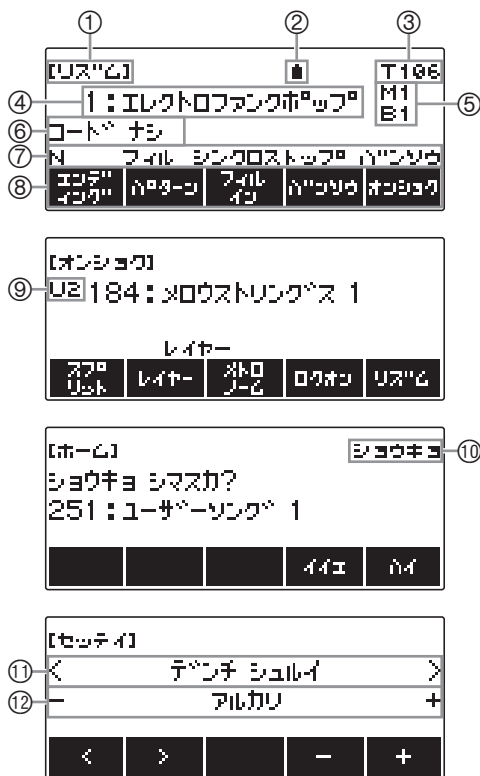 ① ② ③
[リズム] T106
④ 1:エレクトロファンクポップ M1
B1 ⑤
⑥ コード ナシ
⑦ N フィル シンクロストップ バンソウ
⑧ エンディング パターン フィルイン バンソウ オンショク
[オンショク]
⑨ U2 184:メロウストリングス 1
レイヤー
スプリット レイヤー メトロノーム ロクオン リズム
[ホーム] ショウキョ ⑩
ショウキョ シマスカ?
251:ユーザーソング 1
イイエ ハイ
[セッテイ]
⑪ < デンチ シュルイ >
⑫ − アルカリ +
< > − +